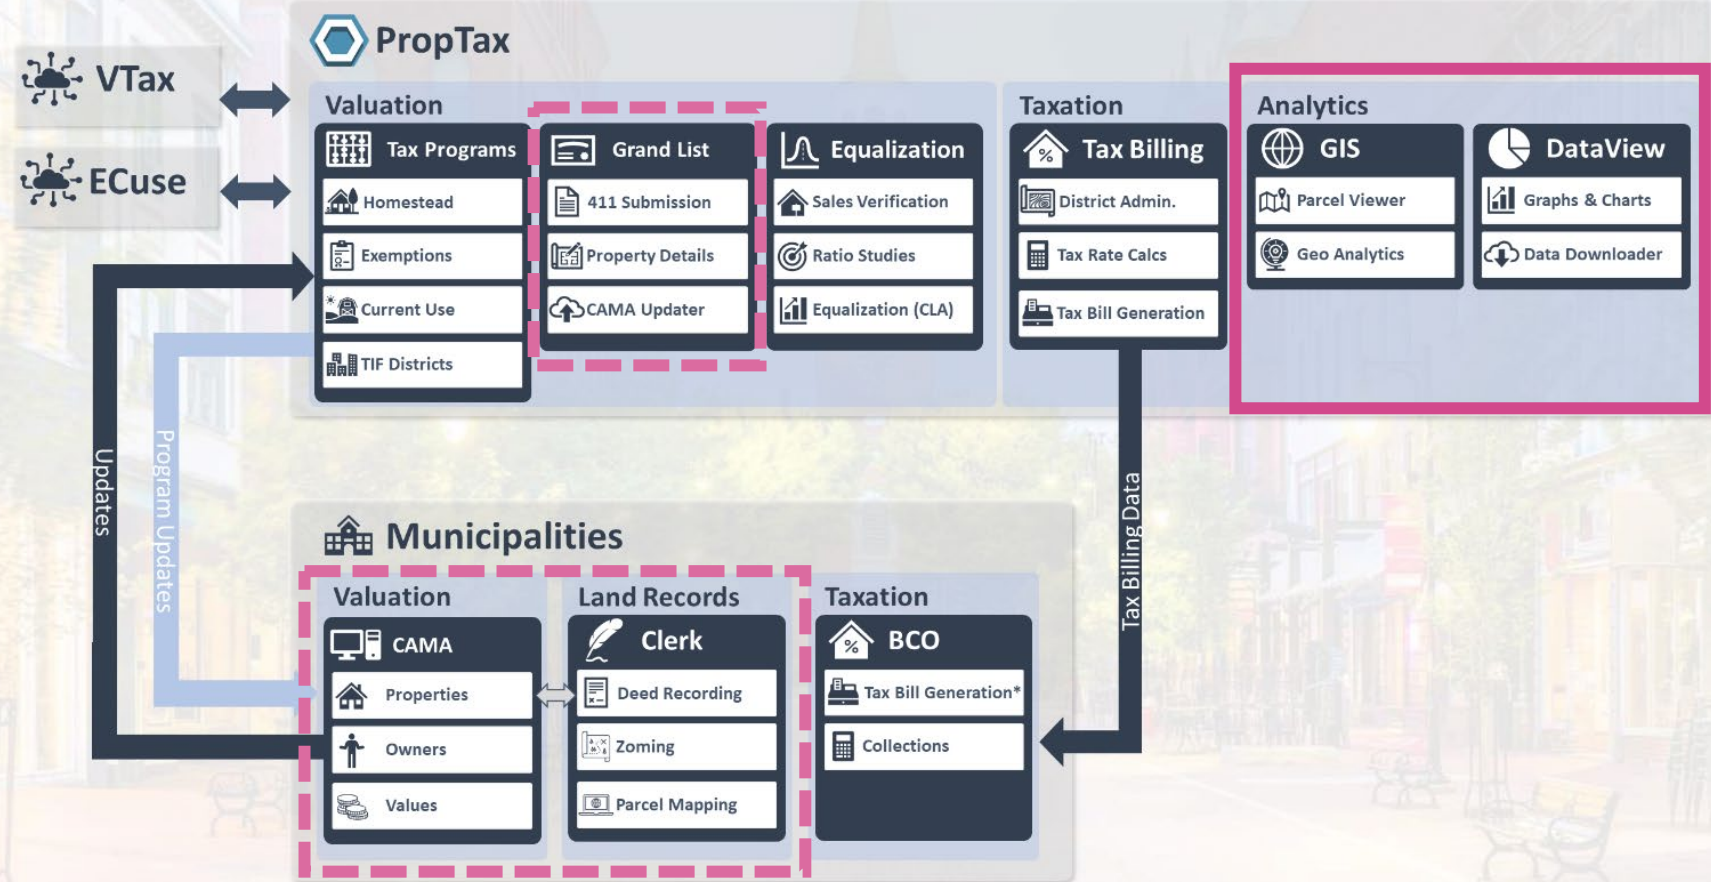 VTax
ECuse
PropTax
Valuation
Tax Programs
Homestead
Exemptions
Current Use
TIF Districts
Grand List
411 Submission
Property Details
CAMA Updater
Equalization
Sales Verification
Ratio Studies
Equalization (CLA)
Taxation
Tax Billing
District Admin.
Tax Rate Calcs
Tax Bill Generation
Analytics
GIS
Parcel Viewer
Geo Analytics
DataView
Graphs & Charts
Data Downloader
Updates
Program Updates
Tax Billing Data
Municipalities
Valuation
CAMA
Properties
Owners
Values
Land Records
Clerk
Deed Recording
Zoming
Parcel Mapping
Taxation
BCO
Tax Bill Generation*
Collections